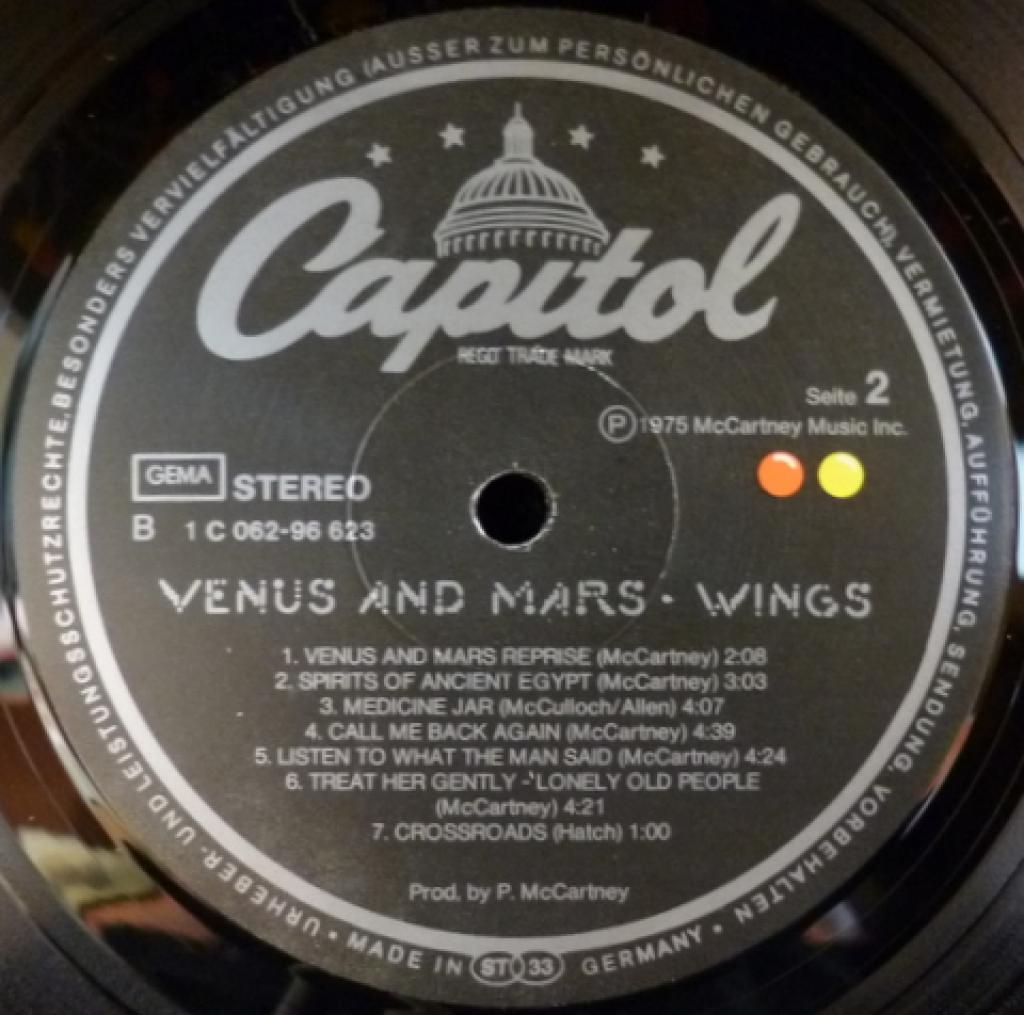 URHEBER- UND LEISTUNGSSCHUTZRECHTE, BESONDERS VERVIELFÄLTIGUNG (AUSSER ZUM PERSÖNLICHEN GEBRAUCH), VERMIETUNG, AUFFÜHRUNG, SENDUNG, VORBEHALTEN
Capitol
REGD TRADE MARK
Seite 2
Ⓟ 1975 McCartney Music Inc.
GEMA STEREO
B 1 C 062-96 623
VENUS AND MARS · WINGS
1. VENUS AND MARS REPRISE (McCartney) 2:08
2. SPIRITS OF ANCIENT EGYPT (McCartney) 3:03
3. MEDICINE JAR (McCulloch/Allen) 4:07
4. CALL ME BACK AGAIN (McCartney) 4:39
5. LISTEN TO WHAT THE MAN SAID (McCartney) 4:24
6. TREAT HER GENTLY -'LONELY OLD PEOPLE
(McCartney) 4:21
7. CROSSROADS (Hatch) 1:00
Prod. by P. McCartney
• MADE IN ST 33 GERMANY •